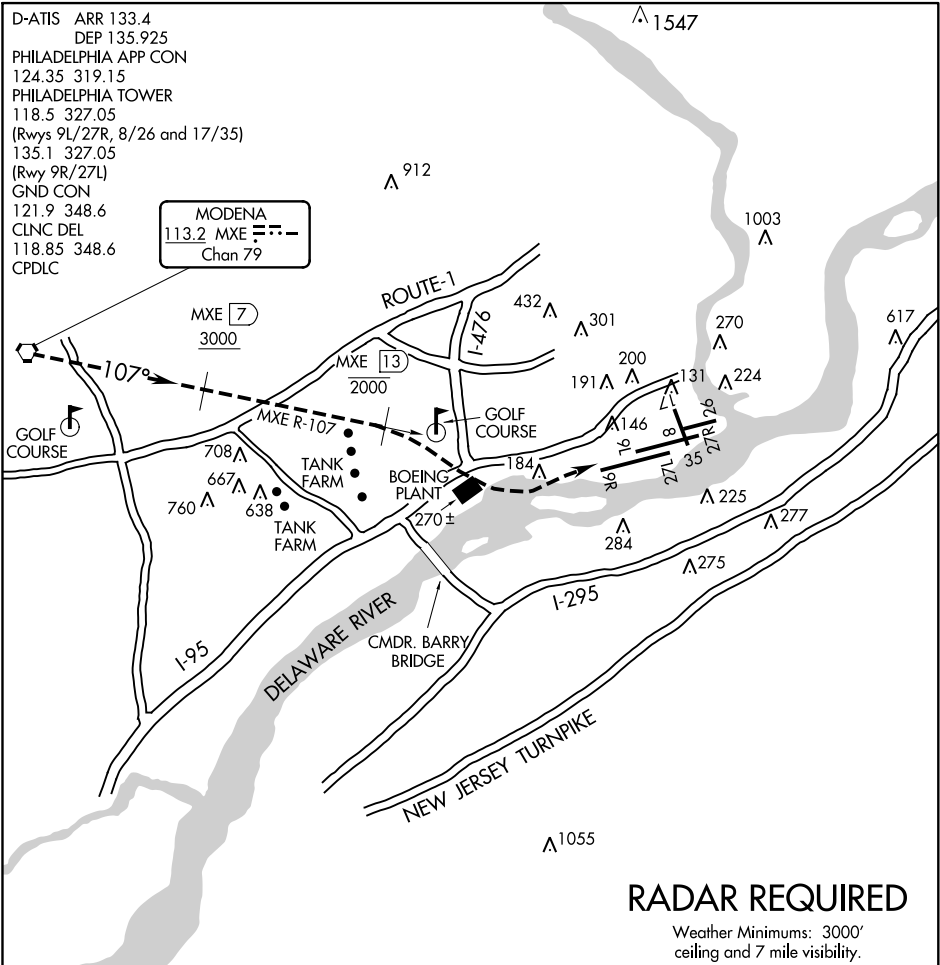 D-ATIS ARR 133.4
DEP 135.925
PHILADELPHIA APP CON
124.35 319.15
PHILADELPHIA TOWER
118.5 327.05
(Rwys 9L/27R, 8/26 and 17/35)
135.1 327.05
(Rwy 9R/27L)
GND CON
121.9 348.6
CLNC DEL
118.85 348.6
CPDLC
1547
912
MODENA
113.2 MXE
Chan 79
1003
ROUTE-1
I-476
432
301
270
617
MXE 7
3000
MXE 13
2000
200
191
131
224
107°
MXE R-107
GOLF
COURSE
GOLF
COURSE
146
17
8
26
9L
27R
35
9R
27L
708
TANK
FARM
BOEING
PLANT
184
667
760
638
TANK
FARM
270 ±
225
277
284
275
I-295
I-95
DELAWARE RIVER
CMDR. BARRY
BRIDGE
NEW JERSEY TURNPIKE
1055
RADAR REQUIRED
Weather Minimums: 3000'
ceiling and 7 mile visibility.